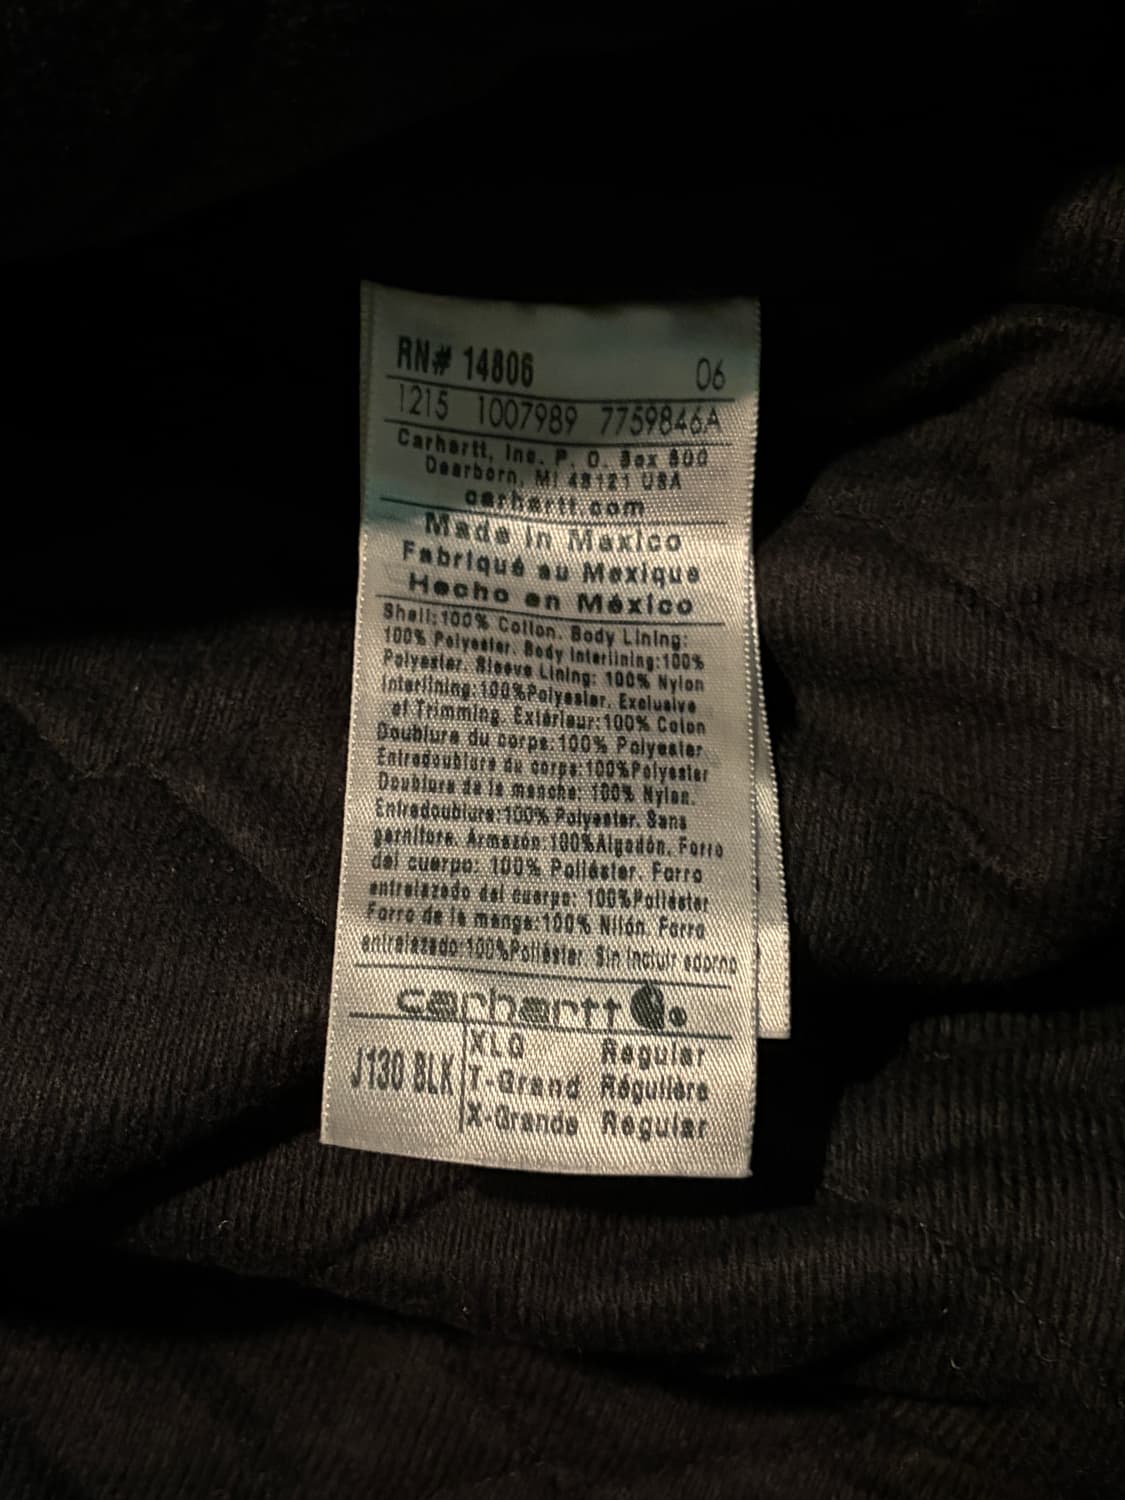 RN# 14806 06
1215 1007989 7759846A
Carhartt, Inc. P. O. Box 600
Dearborn, MI 48121 USA
carhartt.com
Made in Mexico
Fabriqué au Mexique
Hecho en México
Shell:100% Cotton. Body Lining:
100% Polyester. Body Interlining:100%
Polyester. Sleeve Lining: 100% Nylon
Interlining:100%Polyester. Exclusive
of Trimming. Extérieur:100% Coton
Doublure du corps:100% Polyester
Entredoublure du corps:100%Polyester
Doublure de la manche: 100% Nylon.
Entredoublure:100% Polyester. Sans
garniture. Armazón:100%Algodón. Forro
del cuerpo: 100% Poliéster. Forro
entrelazado del cuerpo: 100%Poliéster
Forro de la manga:100% Nilón. Forro
entrelazado:100%Poliéster. Sin incluir adorno
carhartt
J130 BLK XLG Regular
T-Grand Régulière
X-Grande Regular